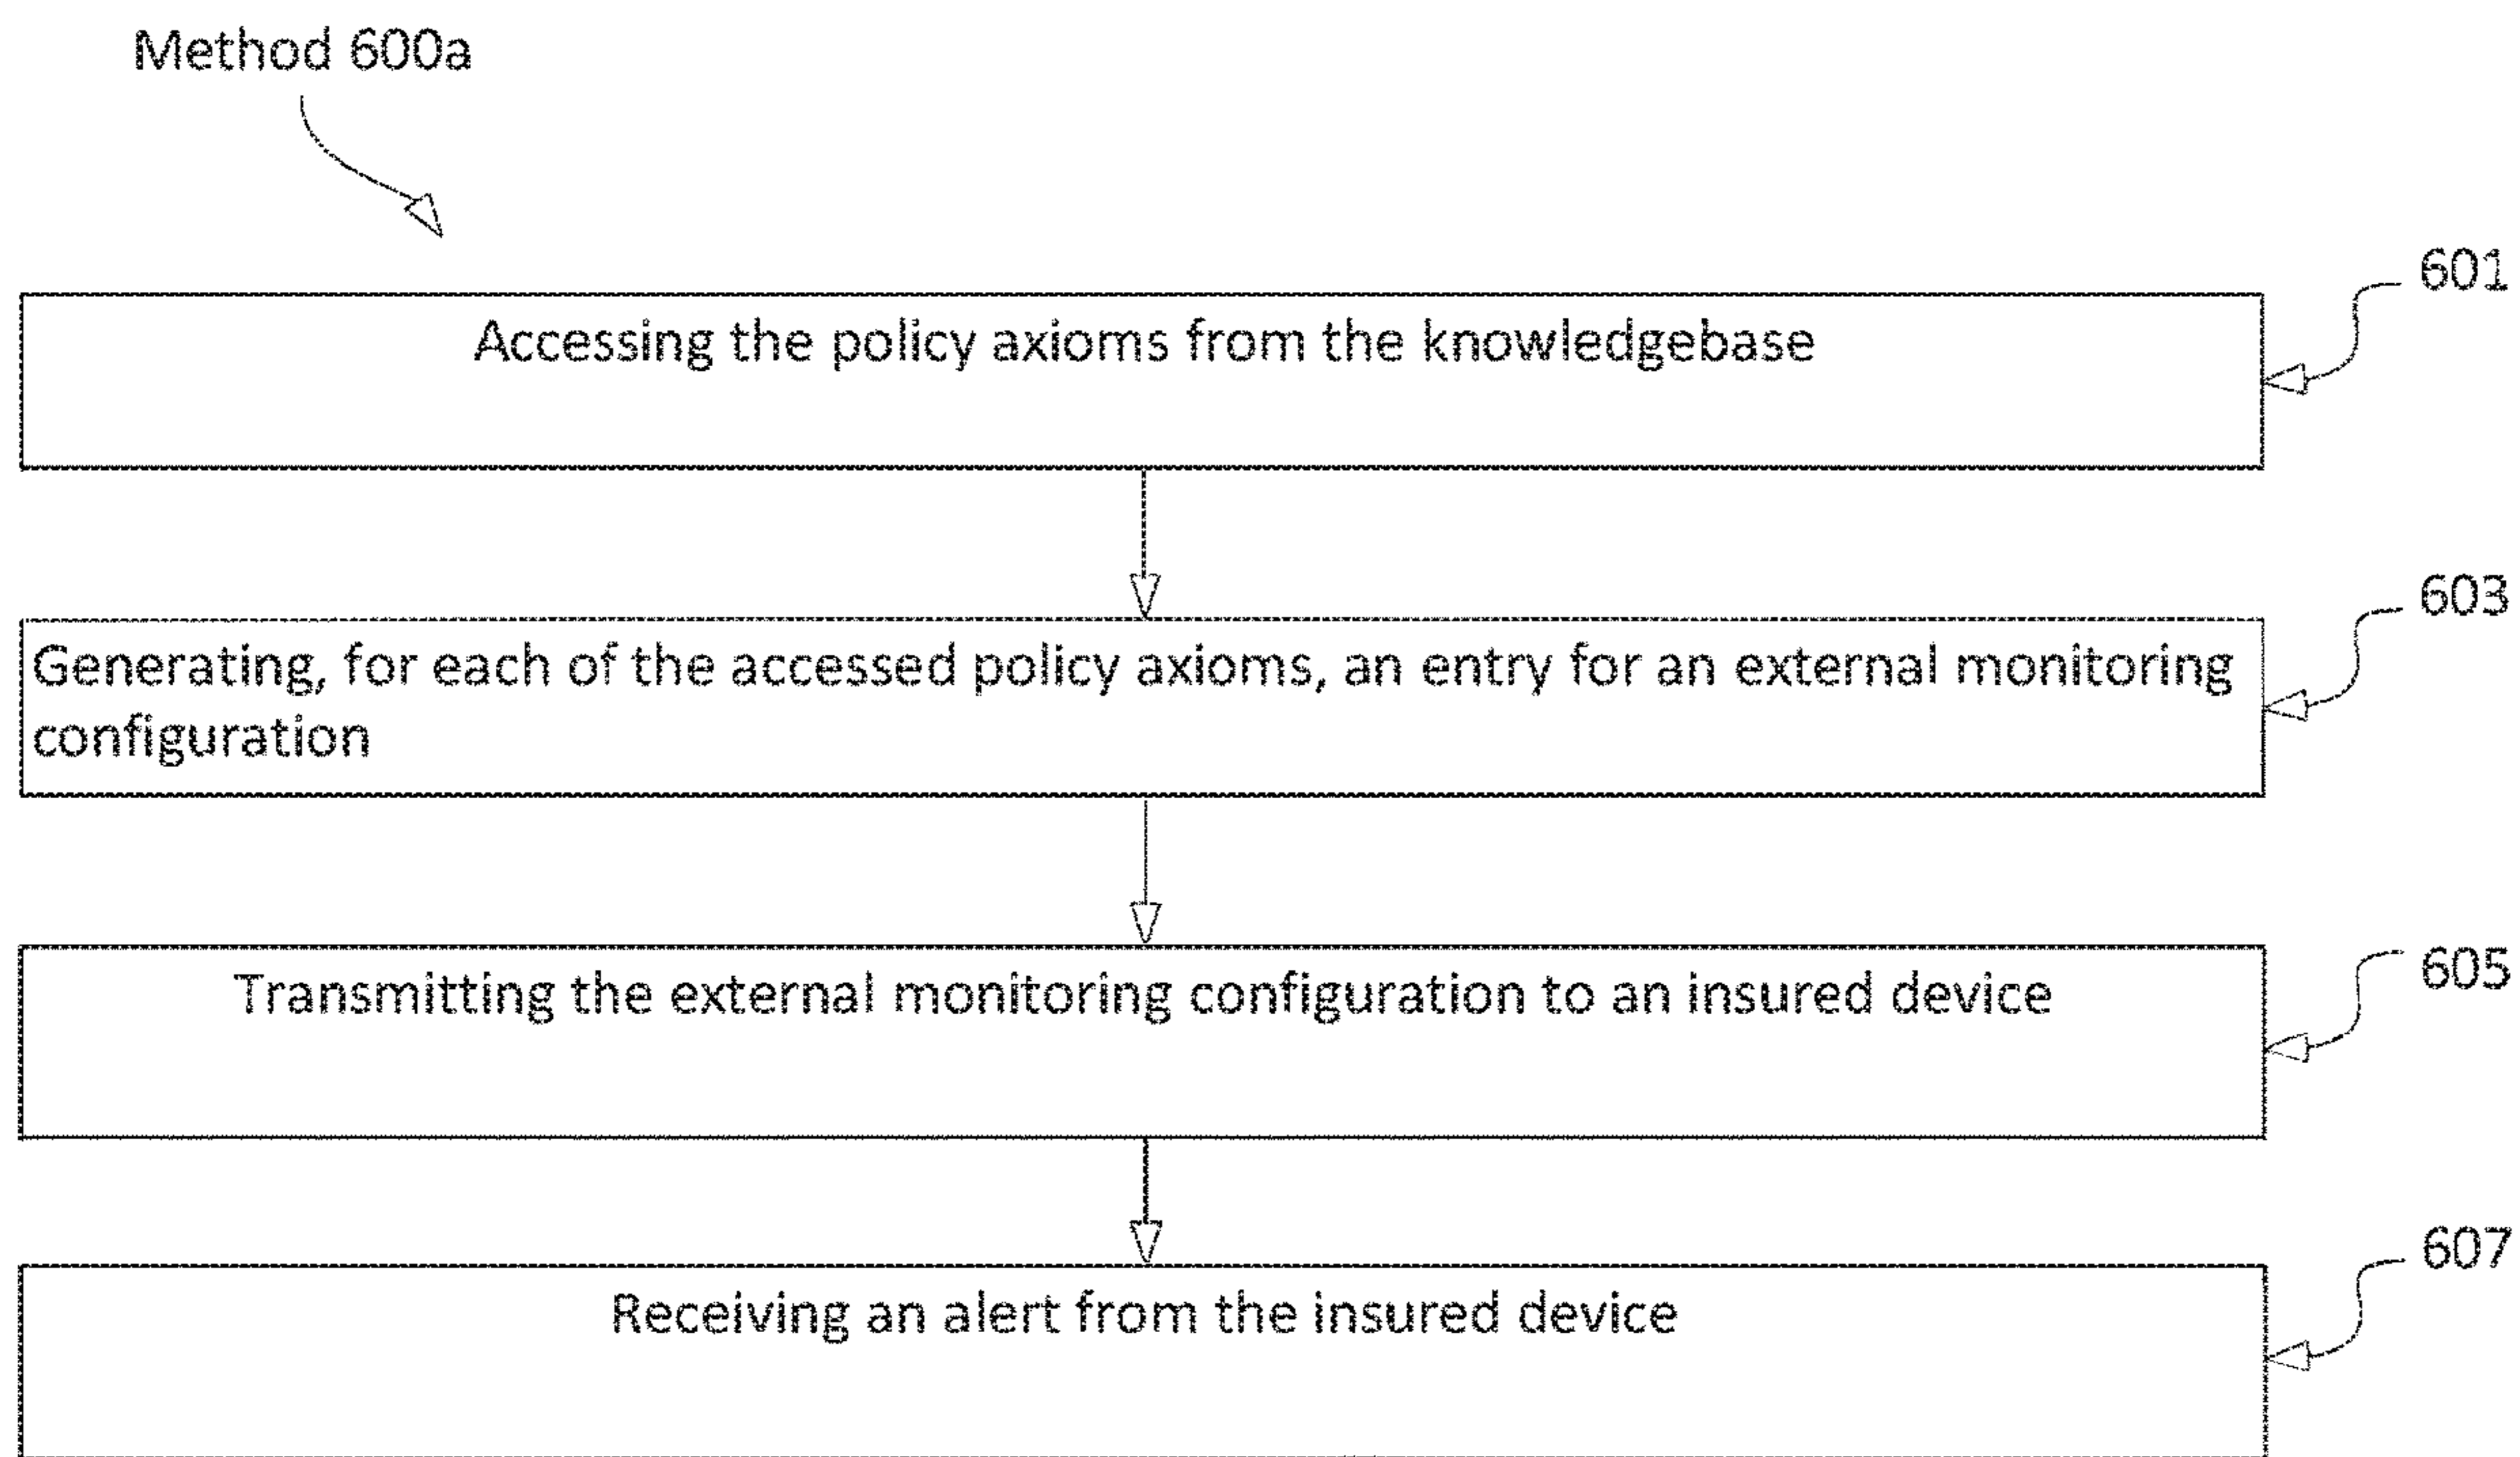 Method 600a
601
Accessing the policy axioms from the knowledgebase
603
Generating, for each of the accessed policy axioms, an entry for an external monitoring
configuration
605
Transmitting the external monitoring configuration to an insured device
607
Receiving an alert from the insured device